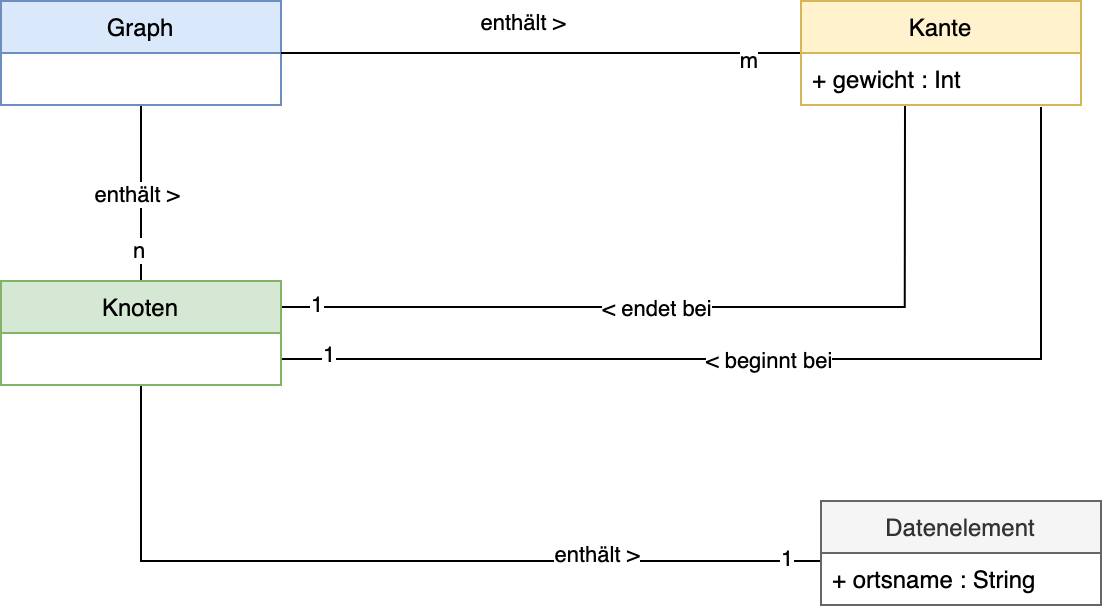 Graph
enthält >
m
Kante
+ gewicht : Int
enthält >
n
Knoten
1
< endet bei
1
< beginnt bei
enthält >
1
Datenelement
+ ortsname : String